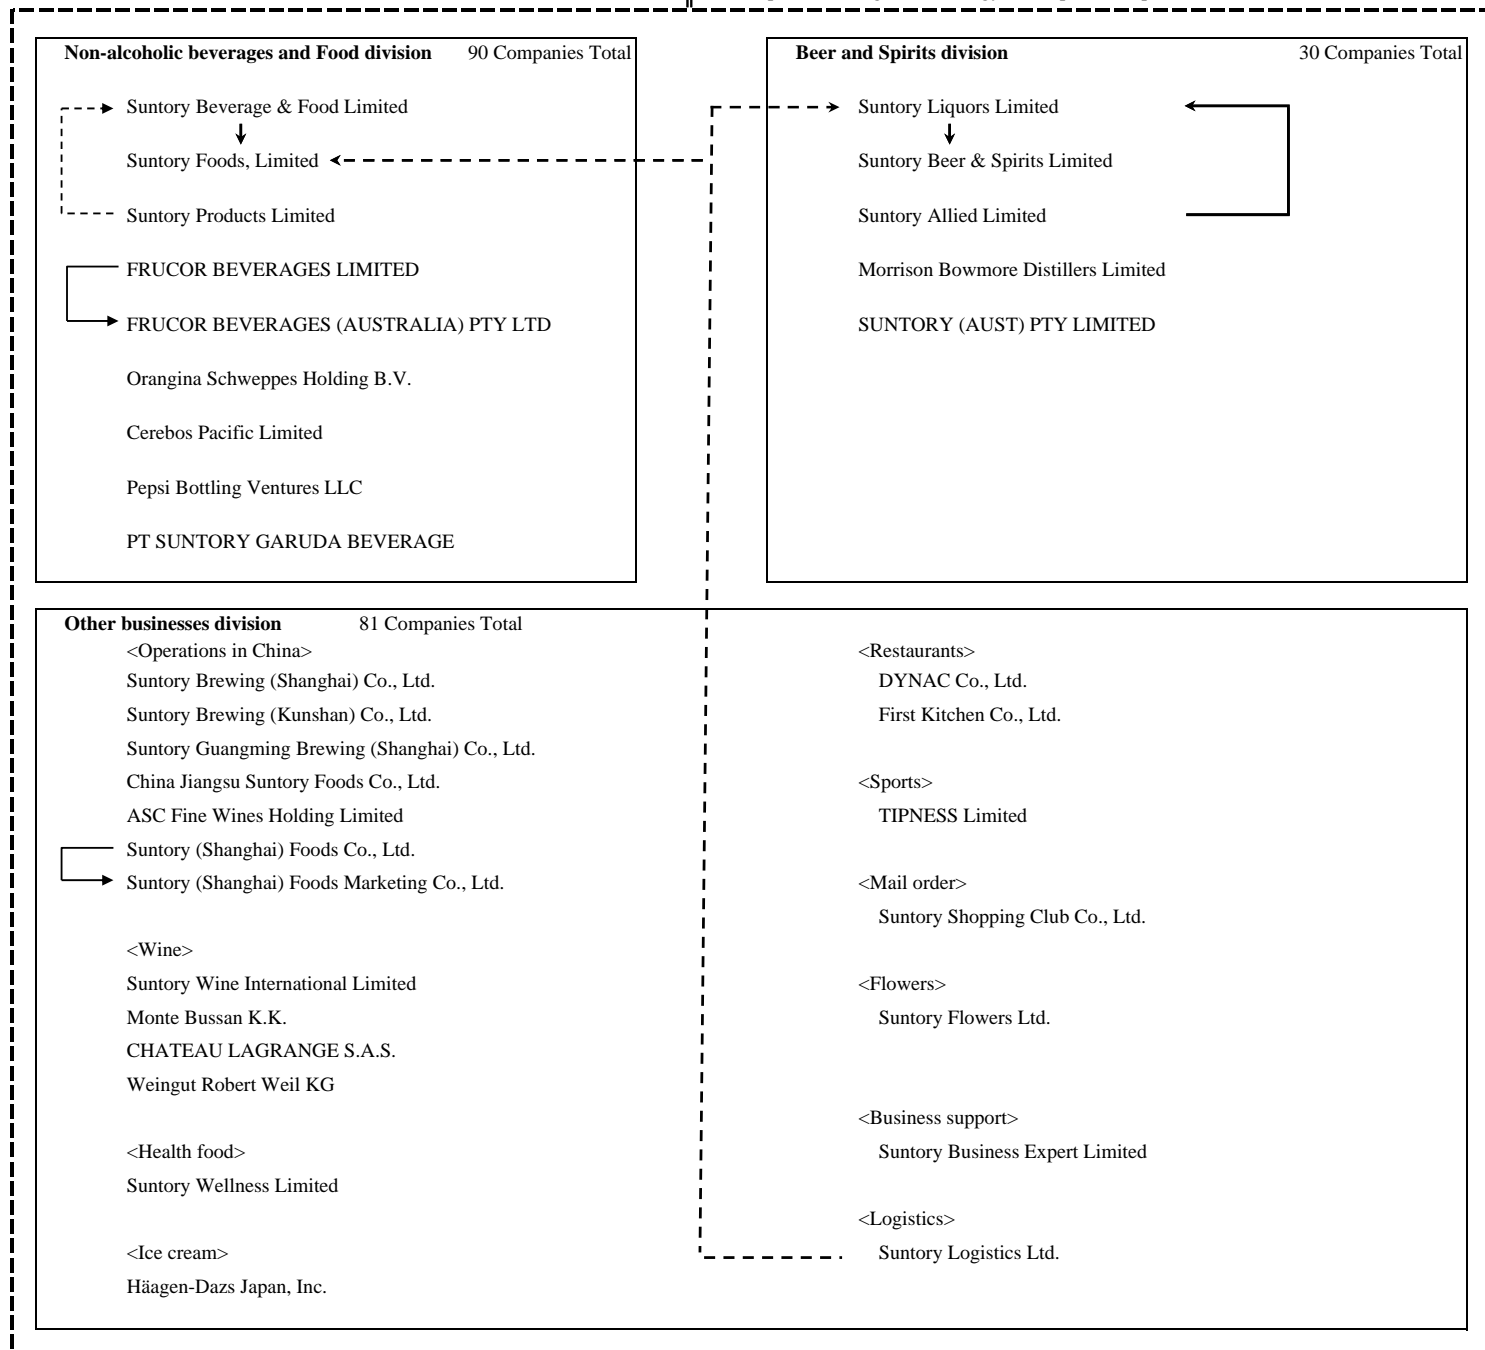 Non-alcoholic beverages and Food division 90 Companies Total
Suntory Beverage & Food Limited
Suntory Foods, Limited
Suntory Products Limited
FRUCOR BEVERAGES LIMITED
FRUCOR BEVERAGES (AUSTRALIA) PTY LTD
Orangina Schweppes Holding B.V.
Cerebos Pacific Limited
Pepsi Bottling Ventures LLC
PT SUNTORY GARUDA BEVERAGE
Beer and Spirits division 30 Companies Total
Suntory Liquors Limited
Suntory Beer & Spirits Limited
Suntory Allied Limited
Morrison Bowmore Distillers Limited
SUNTORY (AUST) PTY LIMITED
Other businesses division 81 Companies Total
<Operations in China>
Suntory Brewing (Shanghai) Co., Ltd.
Suntory Brewing (Kunshan) Co., Ltd.
Suntory Guangming Brewing (Shanghai) Co., Ltd.
China Jiangsu Suntory Foods Co., Ltd.
ASC Fine Wines Holding Limited
Suntory (Shanghai) Foods Co., Ltd.
Suntory (Shanghai) Foods Marketing Co., Ltd.
<Wine>
Suntory Wine International Limited
Monte Bussan K.K.
CHATEAU LAGRANGE S.A.S.
Weingut Robert Weil KG
<Health food>
Suntory Wellness Limited
<Ice cream>
Häagen-Dazs Japan, Inc.
<Restaurants>
DYNAC Co., Ltd.
First Kitchen Co., Ltd.
<Sports>
TIPNESS Limited
<Mail order>
Suntory Shopping Club Co., Ltd.
<Flowers>
Suntory Flowers Ltd.
<Business support>
Suntory Business Expert Limited
<Logistics>
Suntory Logistics Ltd.